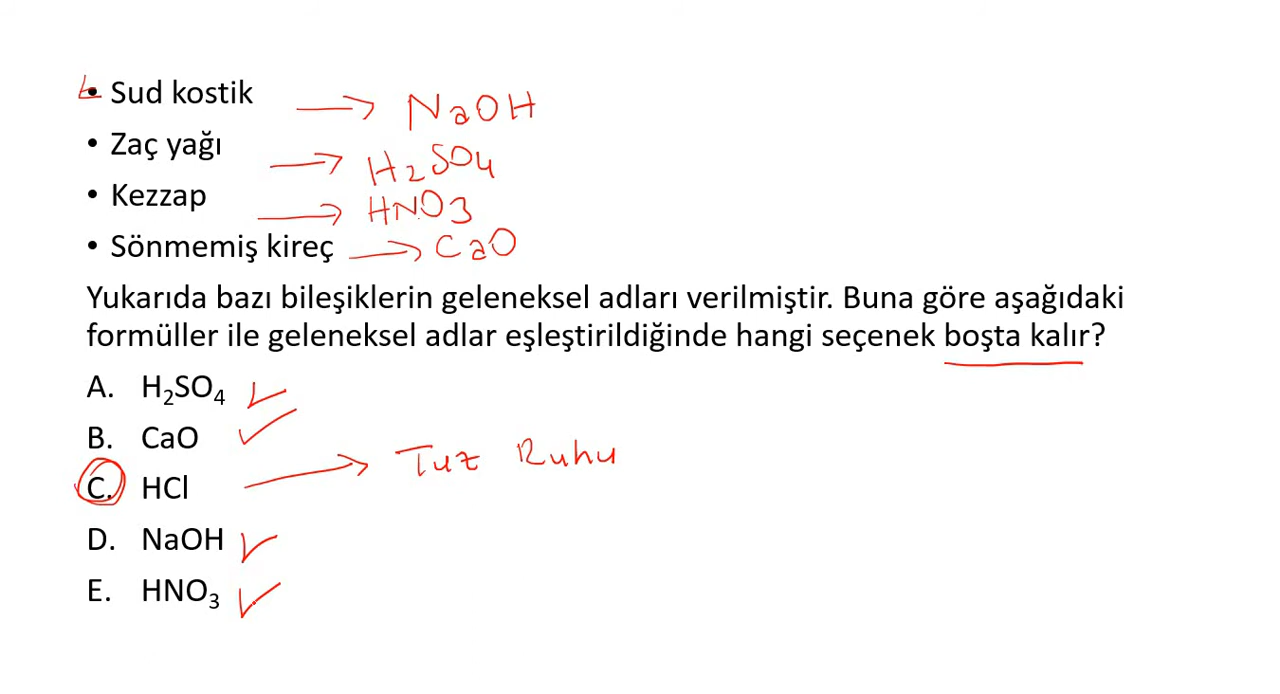 • Sud kostik → NaOH
• Zaç yağı → H₂SO₄
• Kezzap → HNO3
• Sönmemiş kireç → CaO
Yukarıda bazı bileşiklerin geleneksel adları verilmiştir. Buna göre aşağıdaki
formüller ile geleneksel adlar eşleştirildiğinde hangi seçenek boşta kalır?
A. H₂SO₄ ✓
B. CaO ✓
C. HCl → Tuz Ruhu
D. NaOH ✓
E. HNO₃ ✓